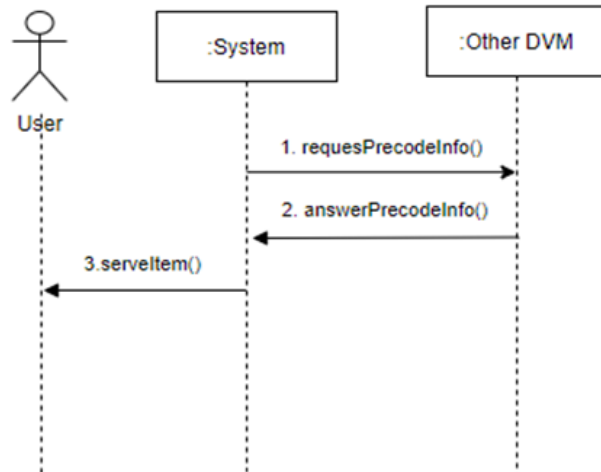 :System
:Other DVM
User
1. requesPrecodeInfo()
2. answerPrecodeInfo()
3.serveItem()